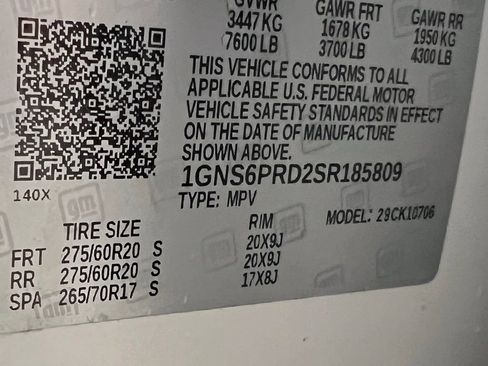 GVWR GAWR FRT GAWR RR
3447 KG 1678 KG 1950 KG
7600 LB 3700 LB 4300 LB
THIS VEHICLE CONFORMS TO ALL
APPLICABLE U.S. FEDERAL MOTOR
VEHICLE SAFETY STANDARDS IN EFFECT
ON THE DATE OF MANUFACTURE
SHOWN ABOVE.
1GNS6PRD2SR185809
140X
TYPE: MPV MODEL: 29CK10706
TIRE SIZE RIM
FRT 275/60R20 S 20X9J
RR 275/60R20 S 20X9J
SPA 265/70R17 S 17X8J
gm